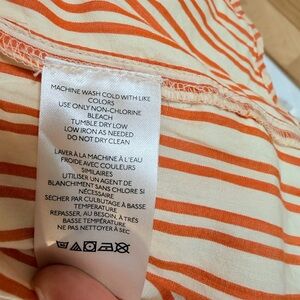 MACHINE WASH COLD WITH LIKE
COLORS
USE ONLY NON-CHLORINE
BLEACH
TUMBLE DRY LOW
LOW IRON AS NEEDED
DO NOT DRY CLEAN
LAVER À LA MACHINE À L'EAU
FROIDE AVEC COULEURS
SIMILAIRES
UTILISER UN AGENT DE
BLANCHIMENT SANS CHLORE SI
NÉCESSAIRE
SÉCHER PAR CULBUTAGE À BASSE
TEMPERATURE
REPASSER, AU BESOIN, À TRÈS
BASSE TEMPÉRATURE
NE PAS NETTOYER À SEC